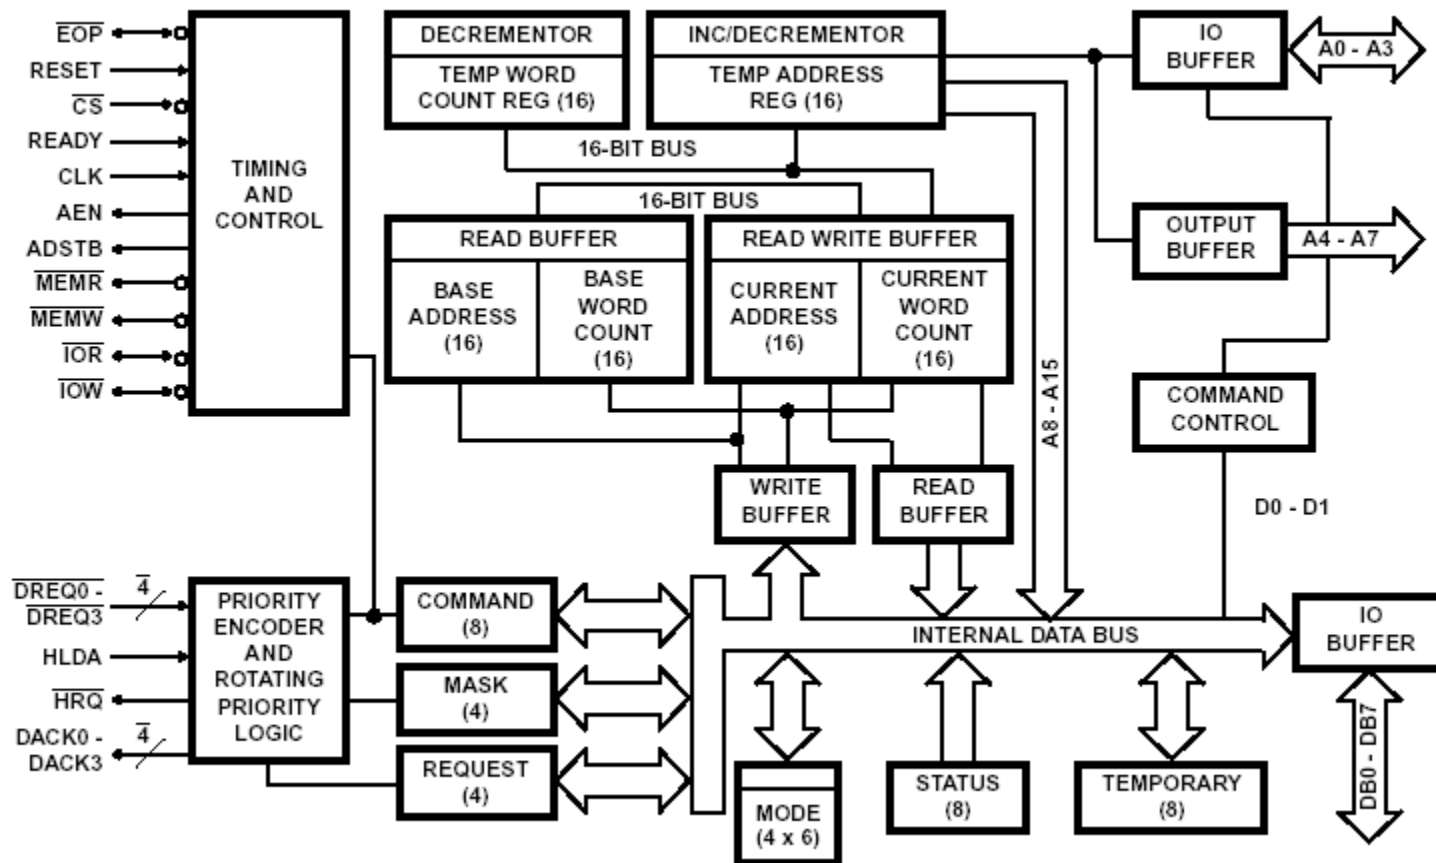 EOP
RESET
CS
READY
CLK
AEN
ADSTB
MEMR
MEMW
IOR
IOW
TIMING
AND
CONTROL
DECREMENTOR
TEMP WORD
COUNT REG (16)
INC/DECREMENTOR
TEMP ADDRESS
REG (16)
16-BIT BUS
16-BIT BUS
READ BUFFER
BASE
ADDRESS
(16)
BASE
WORD
COUNT
(16)
READ WRITE BUFFER
CURRENT
ADDRESS
(16)
CURRENT
WORD
COUNT
(16)
WRITE
BUFFER
READ
BUFFER
A8 - A15
IO
BUFFER
A0 - A3
OUTPUT
BUFFER
A4 - A7
COMMAND
CONTROL
D0 - D1
DREQ0 -
DREQ3
4
HLDA
HRQ
DACK0 -
DACK3
4
PRIORITY
ENCODER
AND
ROTATING
PRIORITY
LOGIC
COMMAND
(8)
MASK
(4)
REQUEST
(4)
INTERNAL DATA BUS
MODE
(4 x 6)
STATUS
(8)
TEMPORARY
(8)
IO
BUFFER
DB0 - DB7